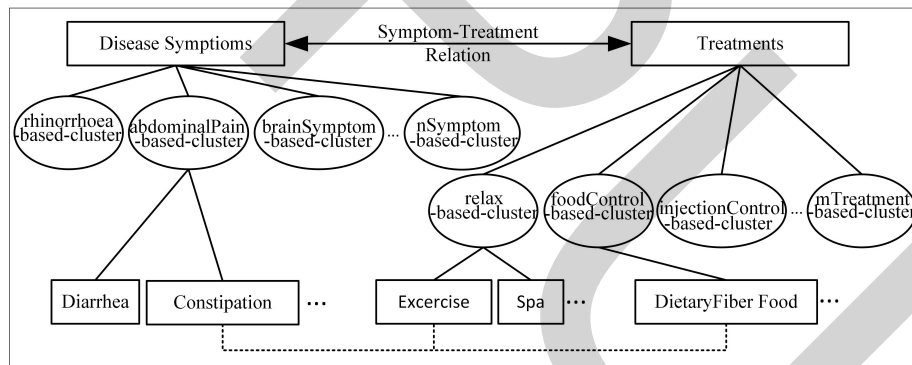 Disease Symptioms
Symptom-Treatment
Relation
Treatments
rhinorrhoea
-based-cluster
abdominalPain
-based-cluster
brainSymptom
-based-cluster
...
nSymptom
-based-cluster
relax
-based-cluster
foodControl
-based-cluster
injectionControl
-based-cluster
...
mTreatment
-based-cluster
Diarrhea
Constipation
...
Excercise
Spa
...
DietaryFiber Food
...